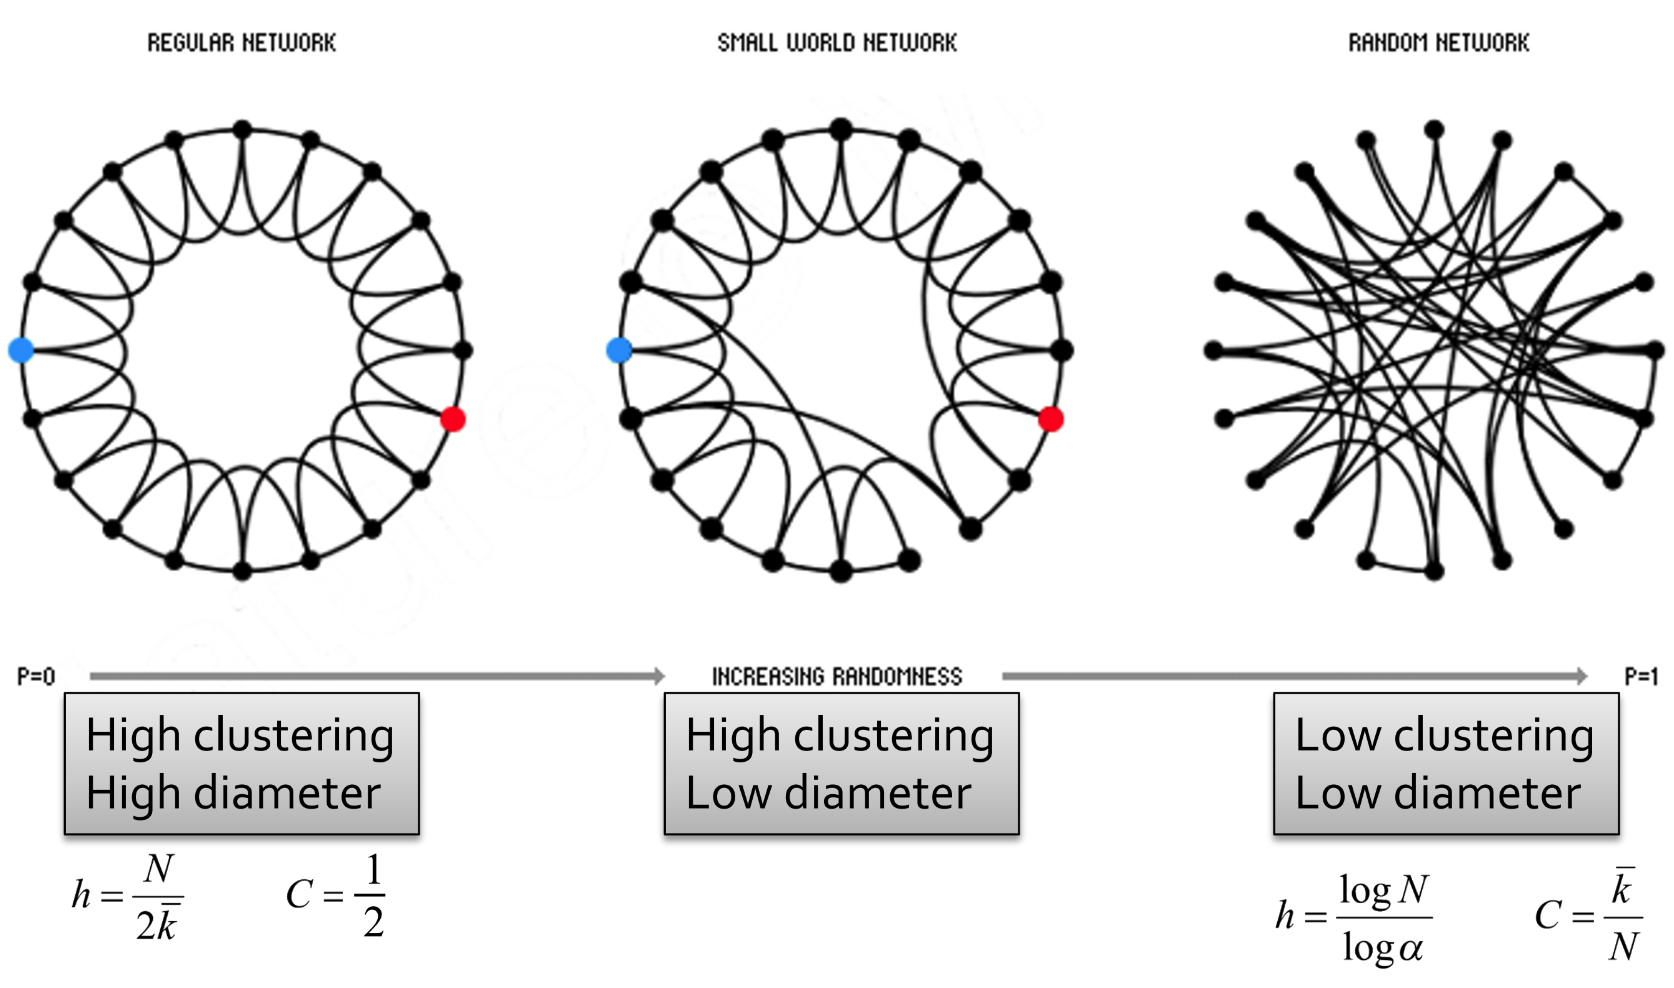 REGULAR NETWORK
SMALL WORLD NETWORK
RANDOM NETWORK
P=0
INCREASING RANDOMNESS
P=1
High clustering
High diameter
High clustering
Low diameter
Low clustering
Low diameter
h = N / 2k̄
C = 1 / 2
h = log N / log α
C = k̄ / N